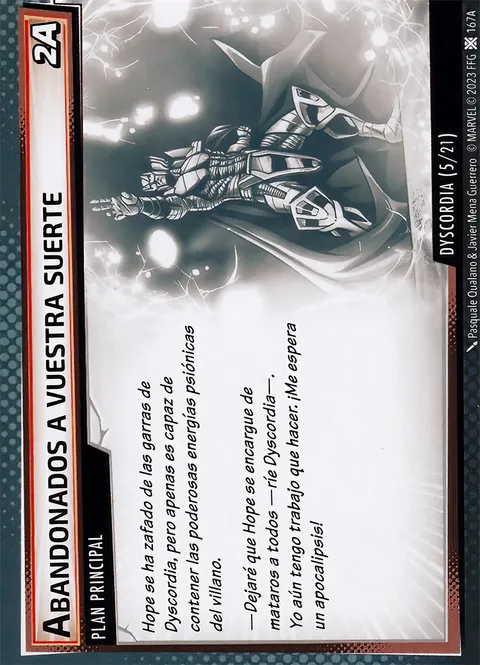 ABANDONADOS A VUESTRA SUERTE
2A
PLAN PRINCIPAL
Hope se ha zafado de las garras de
Dyscordia, pero apenas es capaz de
contener las poderosas energías psiónicas
del villano.
—Dejaré que Hope se encargue de
mataros a todos —ríe Dyscordia—.
Yo aún tengo trabajo que hacer. ¡Me espera
un apocalipsis!
DYSCORDIA (5/21)
Pasquale Qualano & Javier Mena Guerrero © MARVEL © 2023 FFG 167A